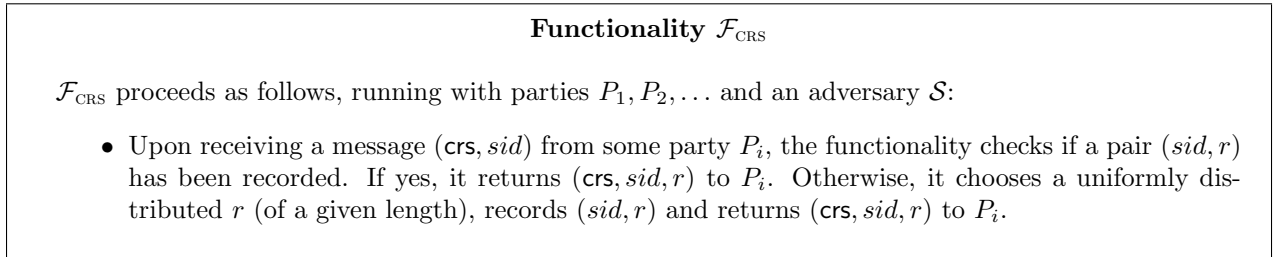 Functionality F_CRS
F_CRS proceeds as follows, running with parties P_1, P_2, . . . and an adversary S:
• Upon receiving a message (crs, sid) from some party P_i, the functionality checks if a pair (sid, r)
has been recorded. If yes, it returns (crs, sid, r) to P_i. Otherwise, it chooses a uniformly dis-
tributed r (of a given length), records (sid, r) and returns (crs, sid, r) to P_i.